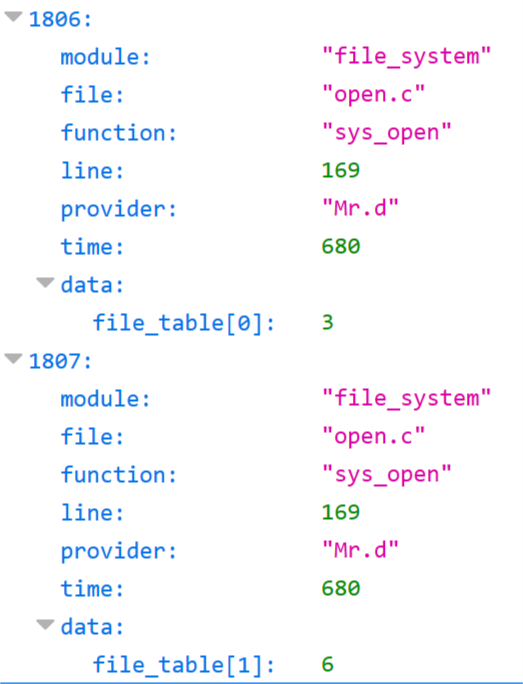 1806:
module: "file_system"
file: "open.c"
function: "sys_open"
line: 169
provider: "Mr.d"
time: 680
data:
file_table[0]: 3
1807:
module: "file_system"
file: "open.c"
function: "sys_open"
line: 169
provider: "Mr.d"
time: 680
data:
file_table[1]: 6